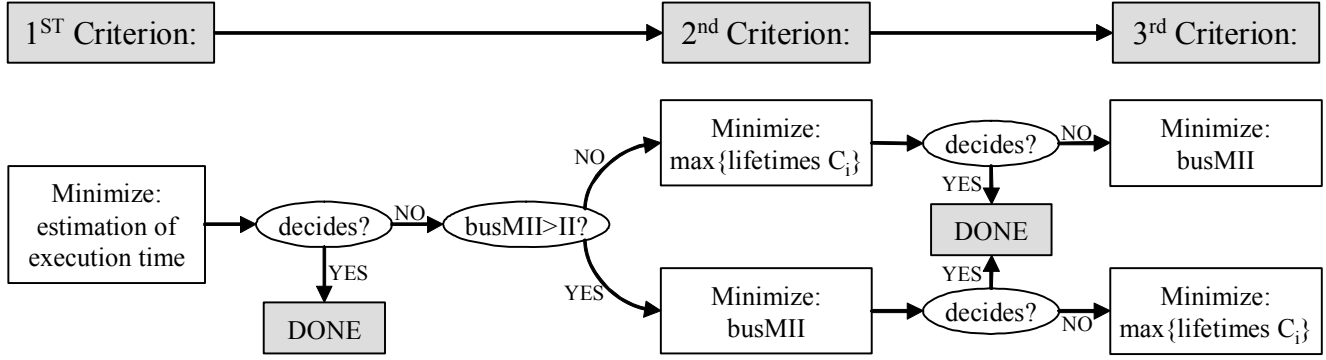 1ST Criterion:
2nd Criterion:
3rd Criterion:
Minimize:
estimation of
execution time
decides?
YES
DONE
NO
busMII>II?
NO
Minimize:
max{lifetimes Ci}
decides?
NO
Minimize:
busMII
YES
DONE
YES
YES
Minimize:
busMII
decides?
NO
Minimize:
max{lifetimes Ci}